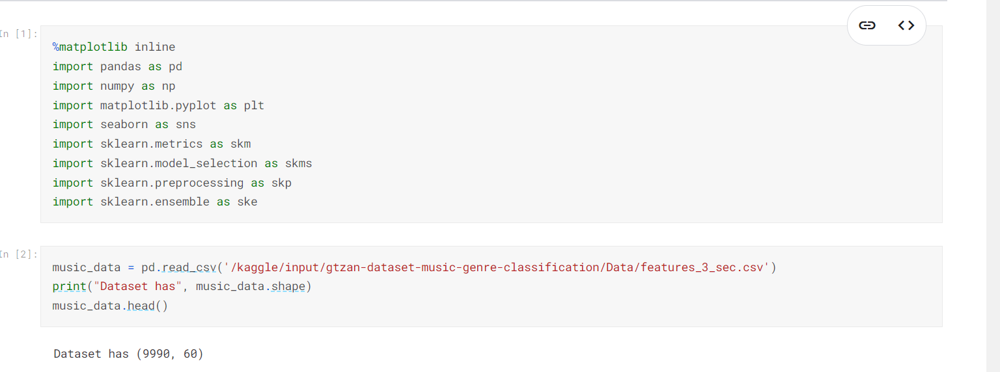 In [1]:
%matplotlib inline
import pandas as pd
import numpy as np
import matplotlib.pyplot as plt
import seaborn as sns
import sklearn.metrics as skm
import sklearn.model_selection as skms
import sklearn.preprocessing as skp
import sklearn.ensemble as ske
In [2]:
music_data = pd.read_csv('/kaggle/input/gtzan-dataset-music-genre-classification/Data/features_3_sec.csv')
print("Dataset has", music_data.shape)
music_data.head()
Dataset has (9990, 60)